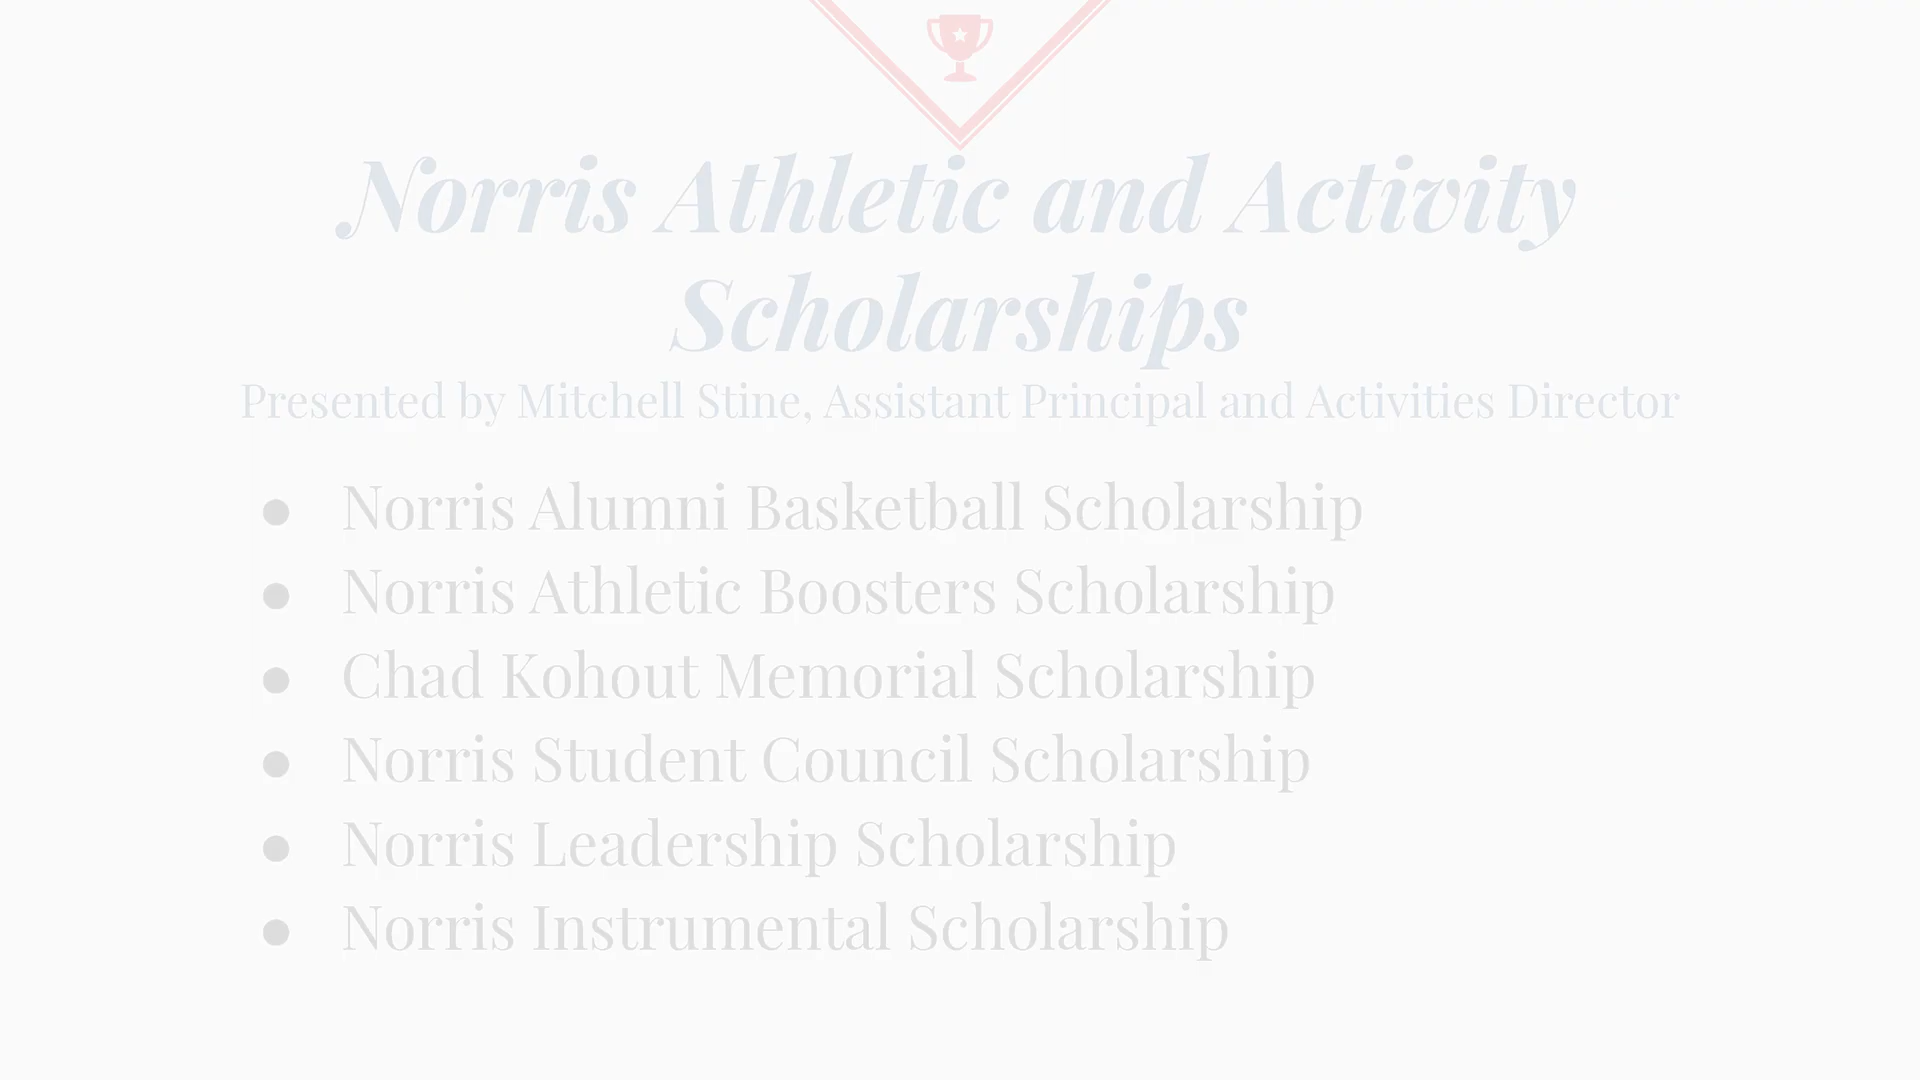 Norris Athletic and Activity
Scholarships
Presented by Mitchell Stine, Assistant Principal and Activities Director
● Norris Alumni Basketball Scholarship
● Norris Athletic Boosters Scholarship
● Chad Kohout Memorial Scholarship
● Norris Student Council Scholarship
● Norris Leadership Scholarship
● Norris Instrumental Scholarship